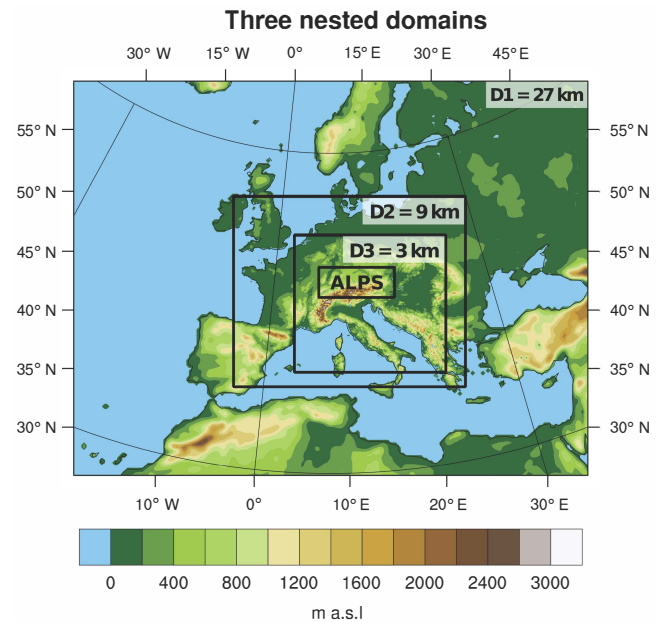 Three nested domains
30° W 15° W 0° 15° E 30° E 45° E
D1 = 27 km
55° N 55° N
50° N 50° N
D2 = 9 km
45° N 45° N
D3 = 3 km
ALPS
40° N 40° N
35° N 35° N
30° N 30° N
10° W 0° 10° E 20° E 30° E
0 400 800 1200 1600 2000 2400 3000
m a.s.l